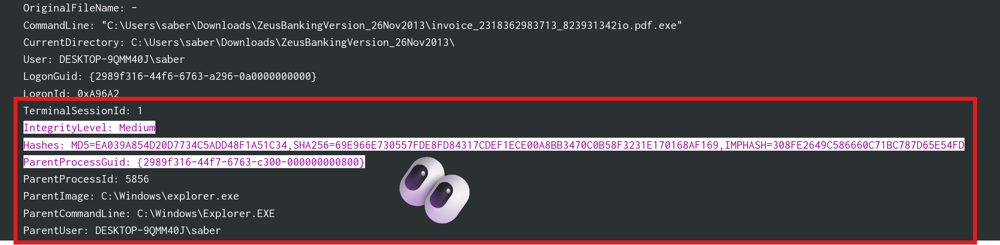 OriginalFileName: -
CommandLine: "C:\Users\saber\Downloads\ZeusBankingVersion_26Nov2013\invoice_2318362983713_823931342io.pdf.exe"
CurrentDirectory: C:\Users\saber\Downloads\ZeusBankingVersion_26Nov2013\
User: DESKTOP-9QMM40J\saber
LogonGuid: {2989f316-44f6-6763-a296-0a0000000000}
LogonId: 0xA96A2
TerminalSessionId: 1
IntegrityLevel: Medium
Hashes: MD5=EA039A854D20D7734C5ADD48F1A51C34,SHA256=69E966E730557FDE8FD84317CDEF1ECE00A8BB3470C0B58F3231E170168AF169,IMPHASH=308FE2649C586660C71BC787D65E54FD
ParentProcessGuid: {2989f316-44f7-6763-c300-000000000800}
ParentProcessId: 5856
ParentImage: C:\Windows\explorer.exe
ParentCommandLine: C:\Windows\Explorer.EXE
ParentUser: DESKTOP-9QMM40J\saber